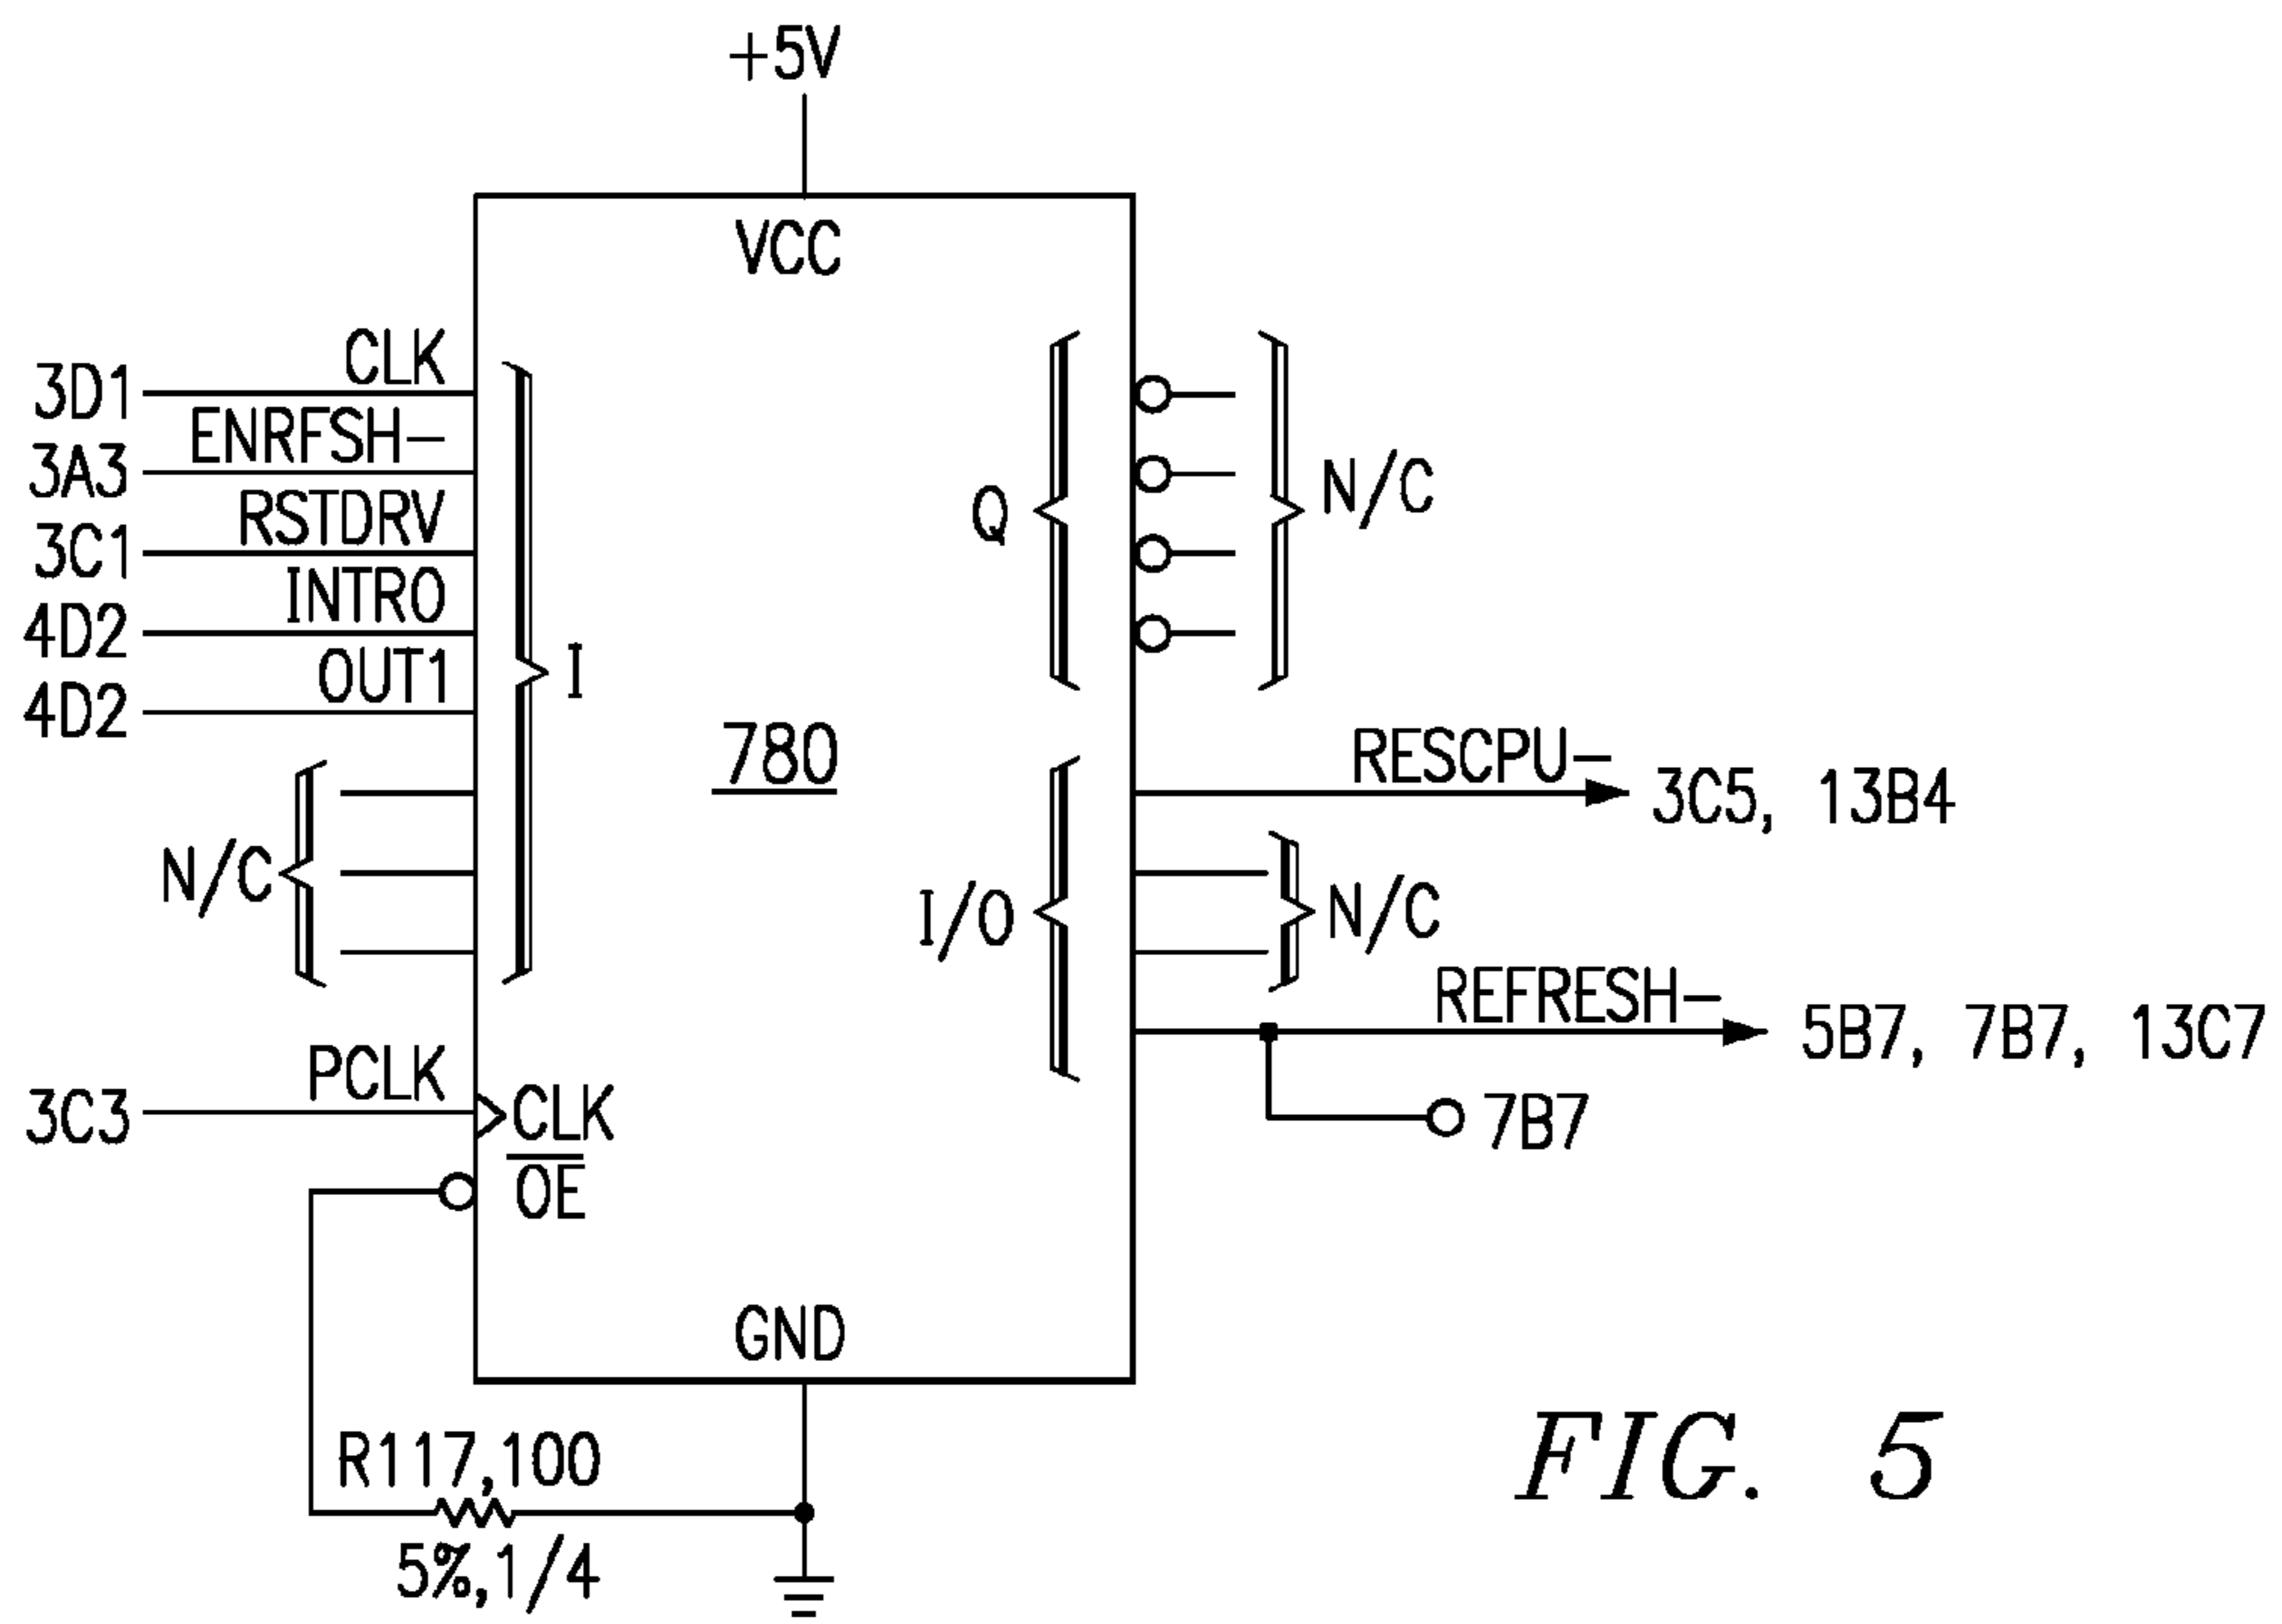 +5V
VCC
3D1 CLK
3A3 ENRFSH-
3C1 RSTDRV
4D2 INTR0
4D2 OUT1
I
N/C
Q
N/C
780
RESCPU-
3C5, 13B4
I/O
N/C
REFRESH-
5B7, 7B7, 13C7
7B7
3C3 PCLK
CLK
OE
GND
R117,100
5%,1/4
FIG. 5